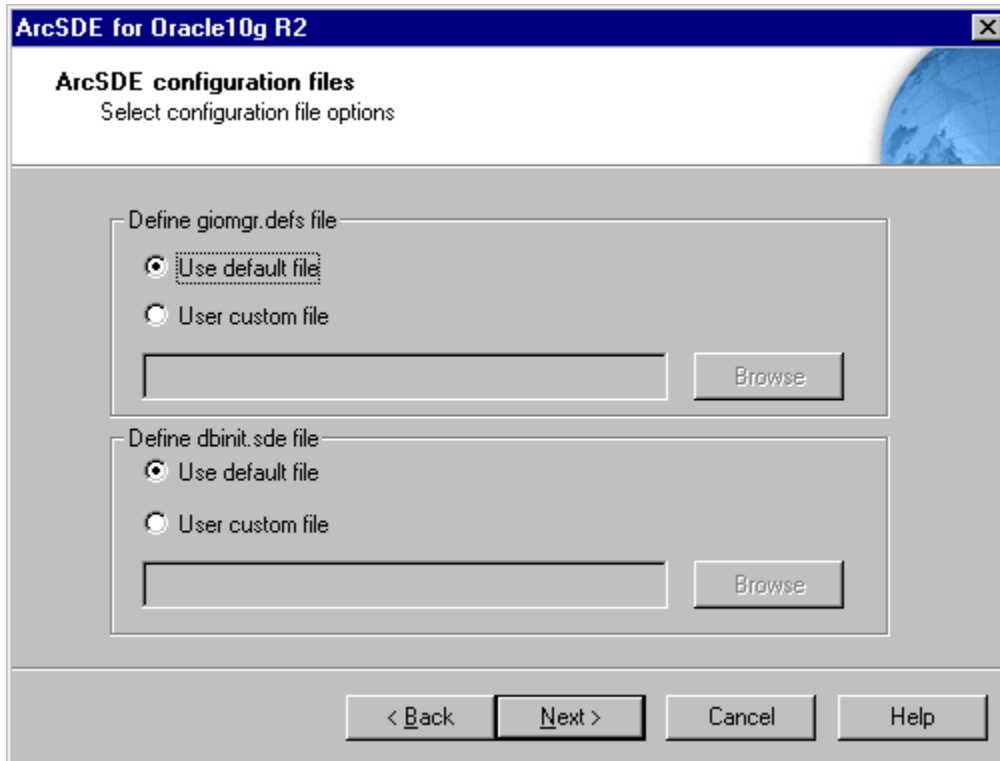 ArcSDE for Oracle10g R2
ArcSDE configuration files
Select configuration file options
Define giomgr.defs file
Use default file
User custom file
Browse
Define dbinit.sde file
Use default file
User custom file
Browse
< Back Next > Cancel Help